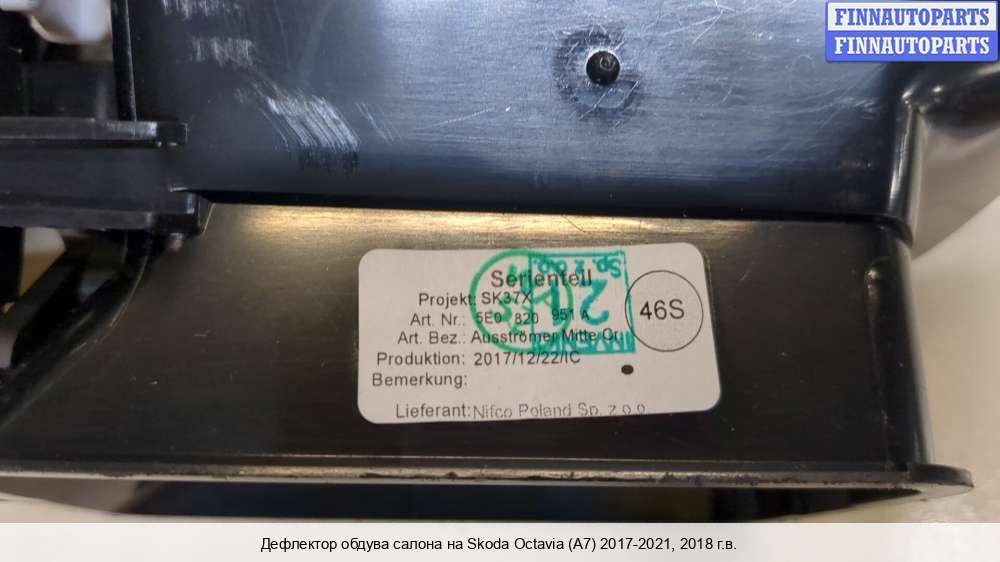 FINNAUTOPARTS
FINNAUTOPARTS
Serienteil
Projekt: SK37X
Art. Nr.: 5E0 820 951 A
Art. Bez.: Ausströmer Mitte Cr
46S
Produktion: 2017/12/22/IC
Bemerkung:
Lieferant: Nifco Poland Sp. z o.o.
Дефлектор обдува салона на Skoda Octavia (A7) 2017-2021, 2018 г.в.